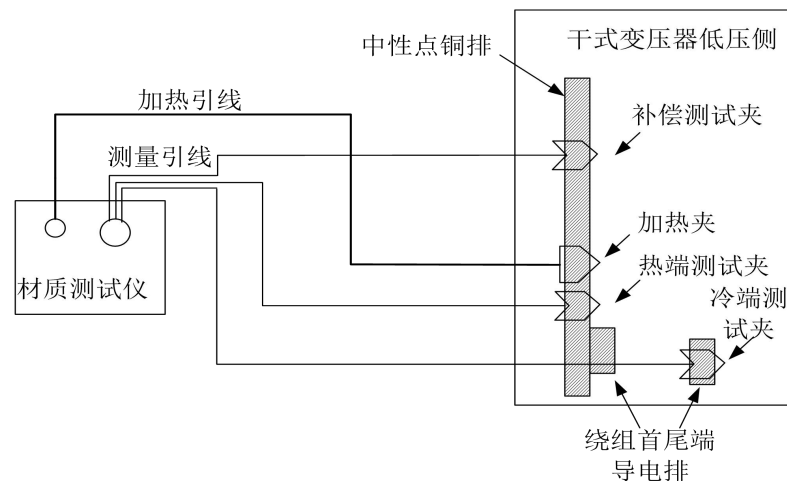 干式变压器低压侧
中性点铜排
加热引线
补偿测试夹
测量引线
加热夹
热端测试夹
材质测试仪
冷端测
试夹
绕组首尾端
导电排